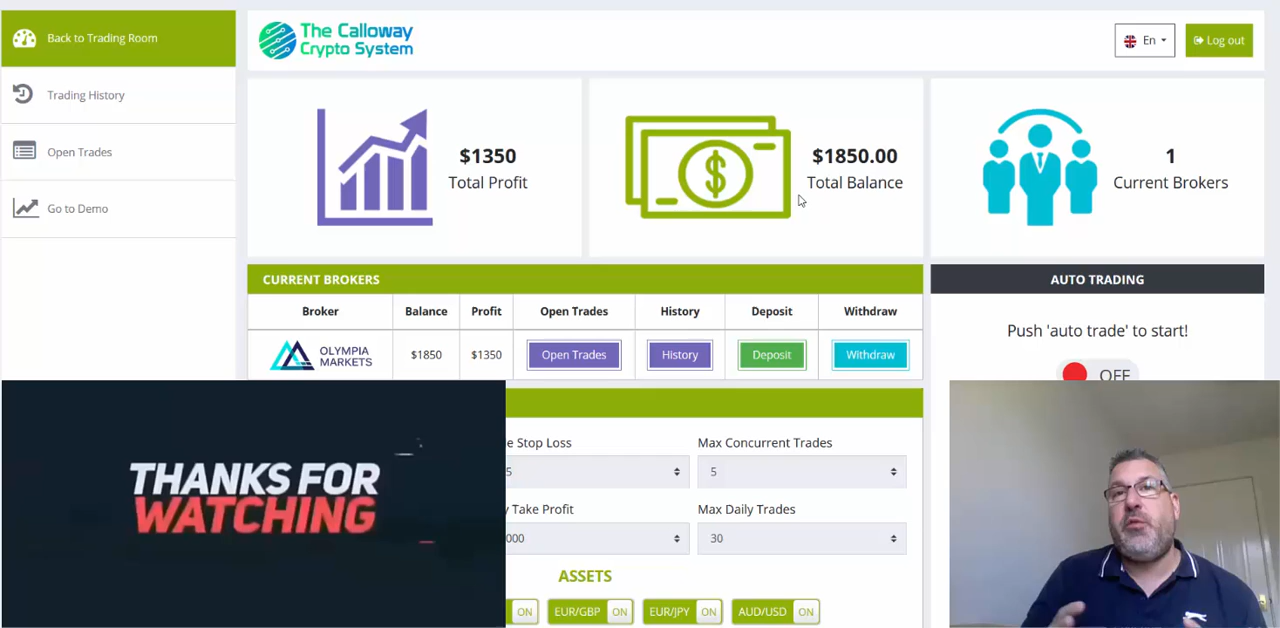 Back to Trading Room
Trading History
Open Trades
Go to Demo
The Calloway
Crypto System
En
Log out
$1350
Total Profit
$1850.00
Total Balance
1
Current Brokers
CURRENT BROKERS
Broker Balance Profit Open Trades History Deposit Withdraw
OLYMPIA
MARKETS
$1850 $1350 Open Trades History Deposit Withdraw
AUTO TRADING
Push 'auto trade' to start!
OFF
Stop Loss Max Concurrent Trades
5 5
Take Profit Max Daily Trades
000 30
ASSETS
ON EUR/GBP ON EUR/JPY ON AUD/USD ON
THANKS FOR
WATCHING